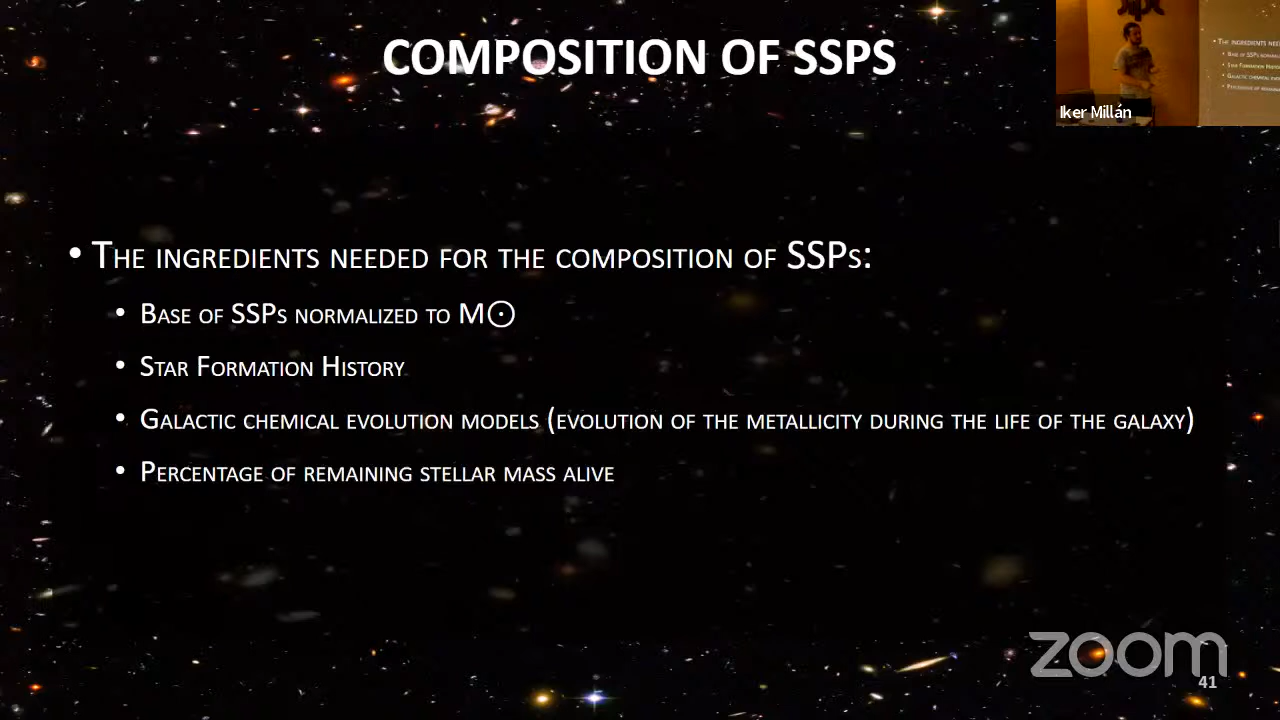 COMPOSITION OF SSPS
Iker Millán
• THE INGREDIENTS NEEDED FOR THE COMPOSITION OF SSPS:
• BASE OF SSPS NORMALIZED TO M⊙
• STAR FORMATION HISTORY
• GALACTIC CHEMICAL EVOLUTION MODELS (EVOLUTION OF THE METALLICITY DURING THE LIFE OF THE GALAXY)
• PERCENTAGE OF REMAINING STELLAR MASS ALIVE
zoom
41